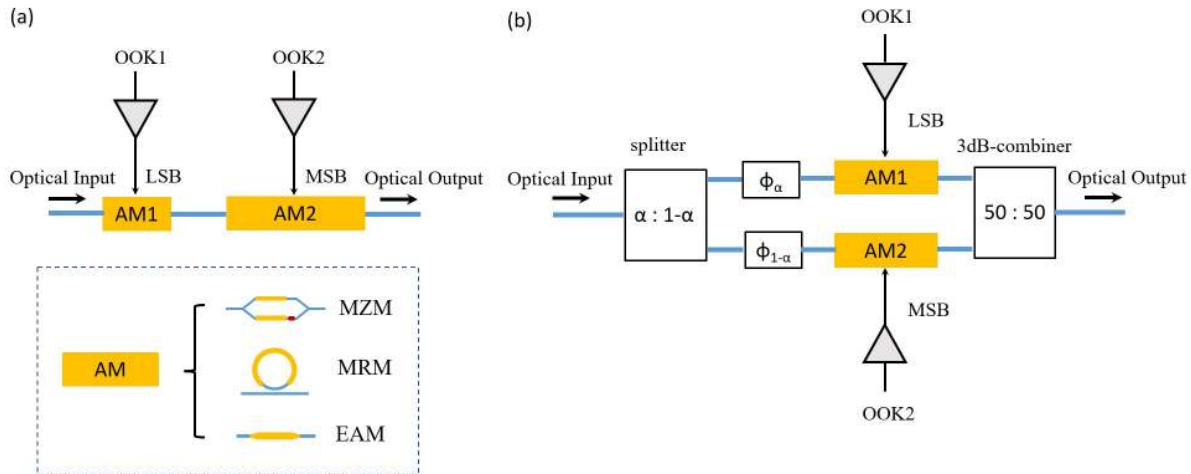 (a)
OOK1
OOK2
LSB
MSB
Optical Input
Optical Output
AM1
AM2
AM
MZM
MRM
EAM
(b)
OOK1
LSB
splitter
3dB-combiner
Optical Input
ϕα
AM1
Optical Output
α : 1-α
50 : 50
ϕ1-α
AM2
MSB
OOK2